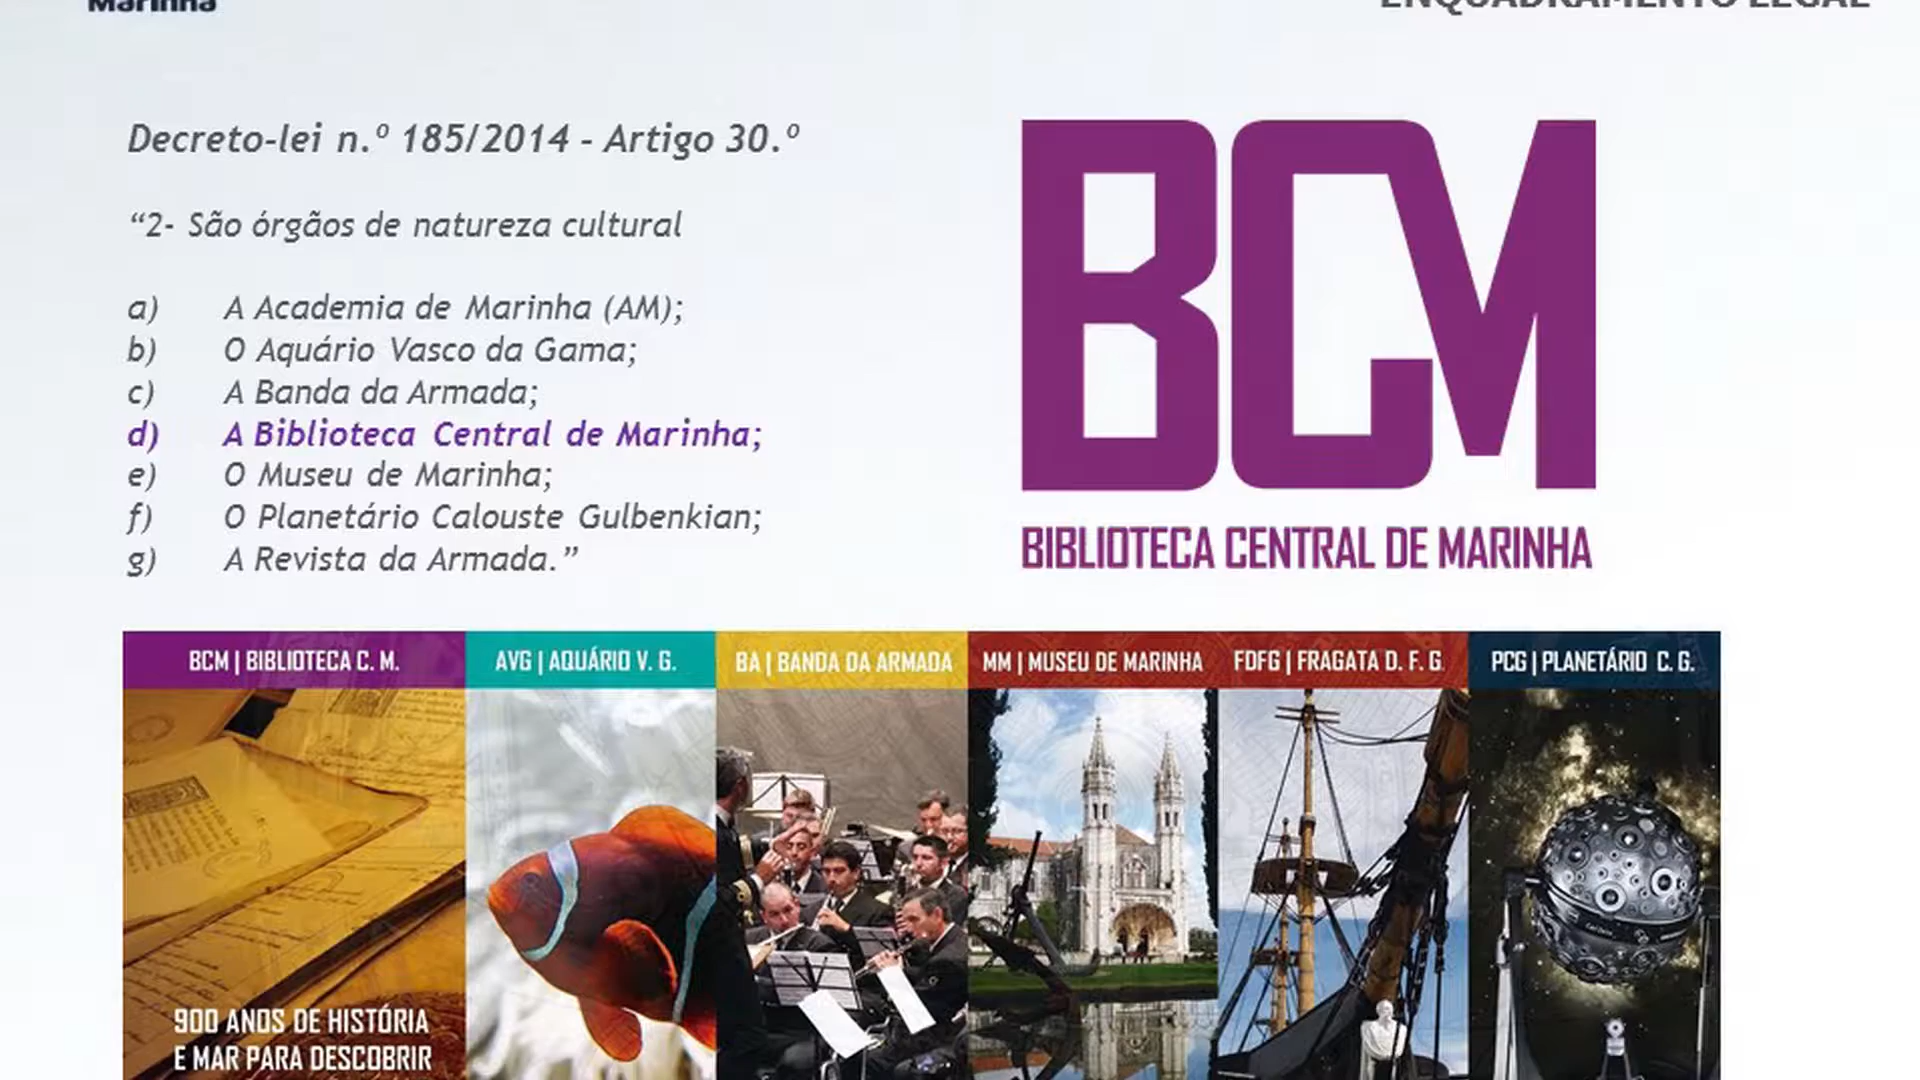 Marinha
ENQUADRAMENTO LEGAL
Decreto-lei n.º 185/2014 - Artigo 30.º
“2- São órgãos de natureza cultural
a) A Academia de Marinha (AM);
b) O Aquário Vasco da Gama;
c) A Banda da Armada;
d) A Biblioteca Central de Marinha;
e) O Museu de Marinha;
f) O Planetário Calouste Gulbenkian;
g) A Revista da Armada.”
BCM
BIBLIOTECA CENTRAL DE MARINHA
BCM | BIBLIOTECA C. M.
AVG | AQUÁRIO V. G.
BA | BANDA DA ARMADA
MM | MUSEU DE MARINHA
FDFG | FRAGATA D. F. G.
PCG | PLANETÁRIO C. G.
900 ANOS DE HISTÓRIA
E MAR PARA DESCOBRIR